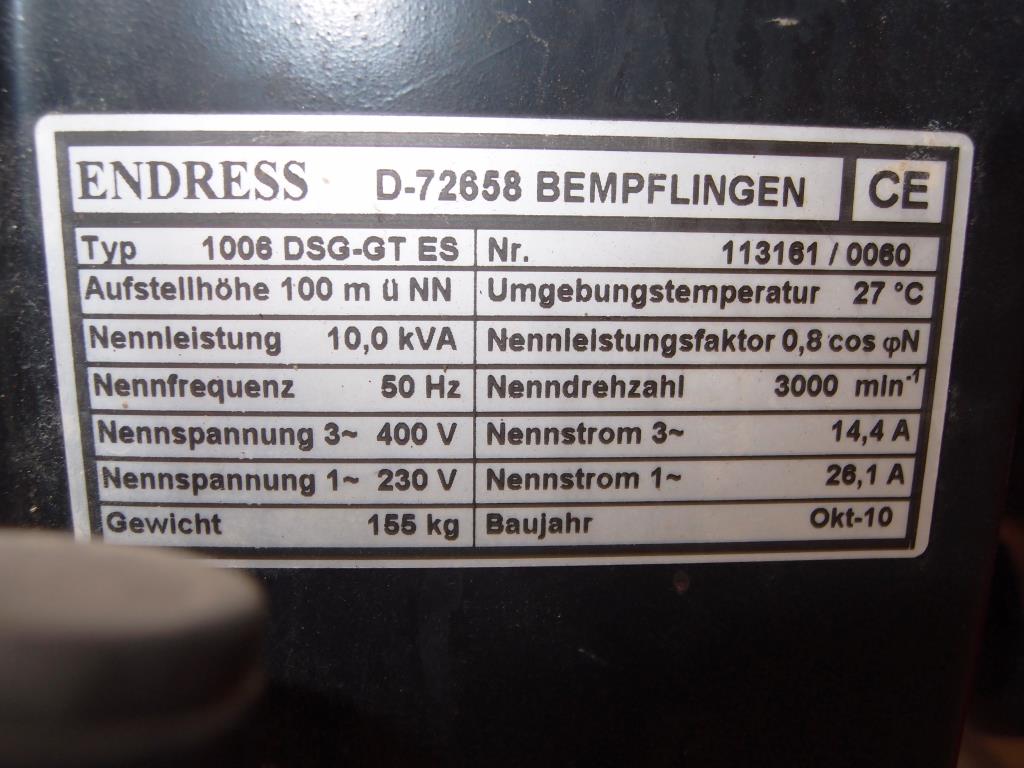 ENDRESS D-72658 BEMPFLINGEN CE
Typ 1006 DSG-GT ES Nr. 113161 / 0060
Aufstellhöhe 100 m ü NN Umgebungstemperatur 27 °C
Nennleistung 10,0 kVA Nennleistungsfaktor 0,8 cos φN
Nennfrequenz 50 Hz Nenndrehzahl 3000 min⁻¹
Nennspannung 3~ 400 V Nennstrom 3~ 14,4 A
Nennspannung 1~ 230 V Nennstrom 1~ 26,1 A
Gewicht 155 kg Baujahr Okt-10